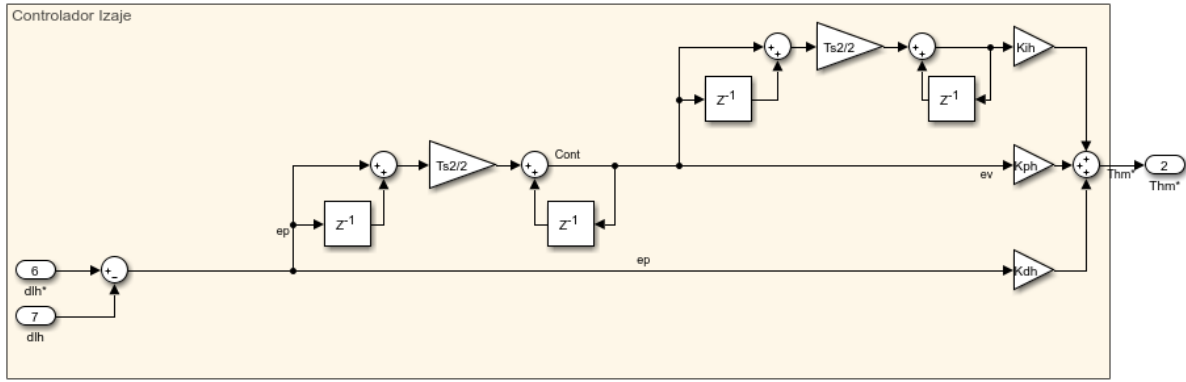 Controlador Izaje
Ts2/2
Kih
z-1
z-1
Ts2/2
Cont
ev
Kph
Thm*
2
Thm*
z-1
z-1
ep
ep
6
dlh*
Kdh
7
dlh